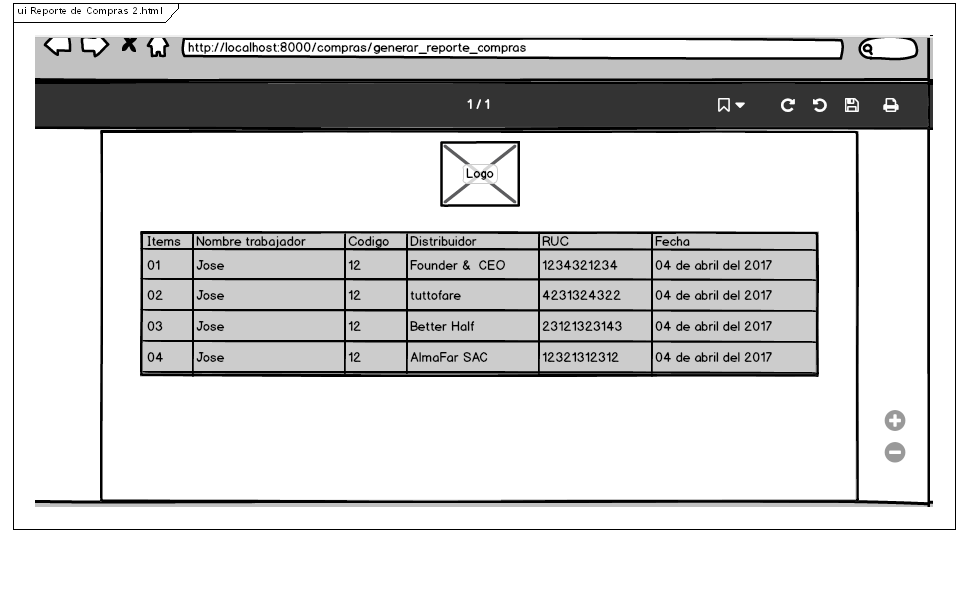 ui Reporte de Compras 2.html
http://localhost:8000/compras/generar_reporte_compras
1 / 1
Logo
Items Nombre trabajador Codigo Distribuidor RUC Fecha
01 Jose 12 Founder & CEO 1234321234 04 de abril del 2017
02 Jose 12 tuttofare 4231324322 04 de abril del 2017
03 Jose 12 Better Half 23121323143 04 de abril del 2017
04 Jose 12 AlmaFar SAC 12321312312 04 de abril del 2017